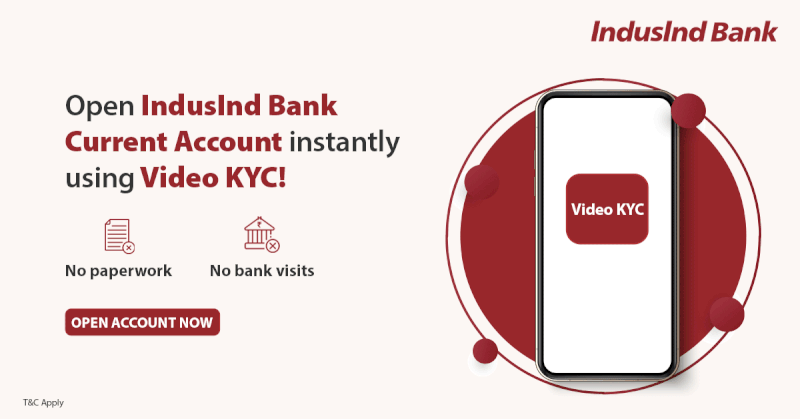 IndusInd Bank
Open IndusInd Bank
Current Account instantly
using Video KYC!
Video KYC
₹
No paperwork
No bank visits
OPEN ACCOUNT NOW
T&C Apply